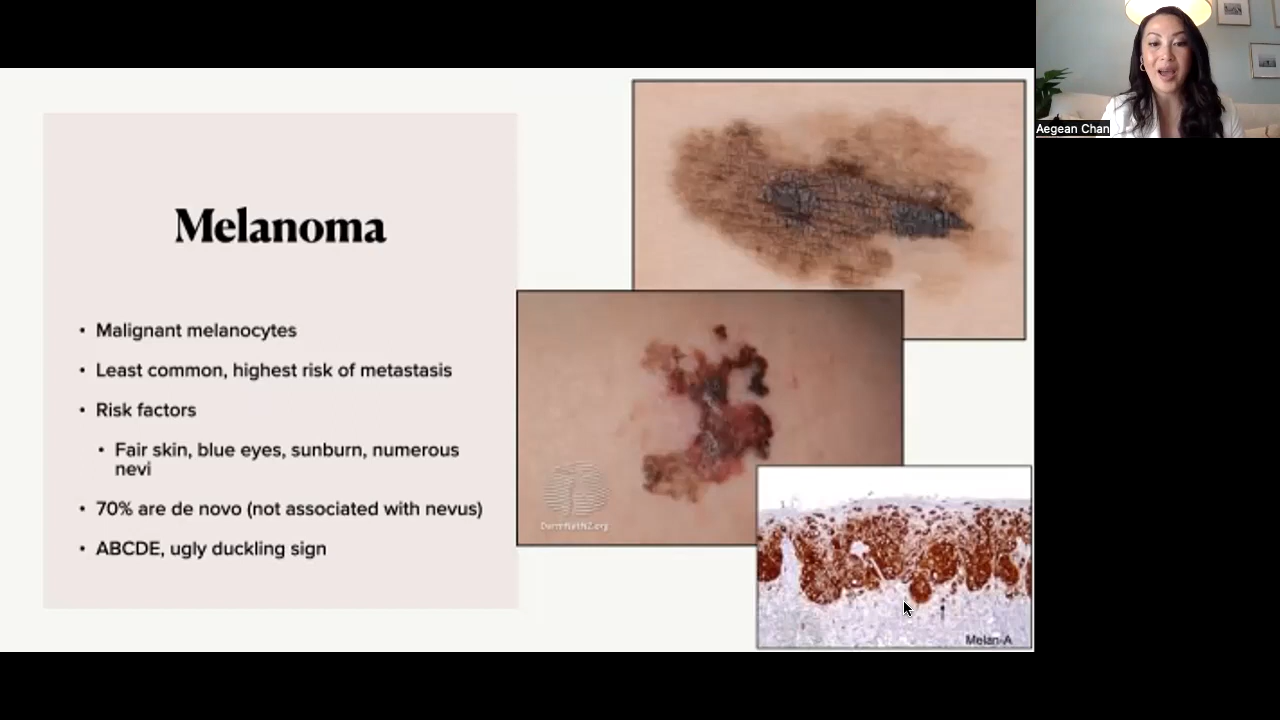 Aegean Chan
Melanoma
• Malignant melanocytes
• Least common, highest risk of metastasis
• Risk factors
• Fair skin, blue eyes, sunburn, numerous
nevi
• 70% are de novo (not associated with nevus)
• ABCDE, ugly duckling sign
DermNetNZ.org
Melan-A